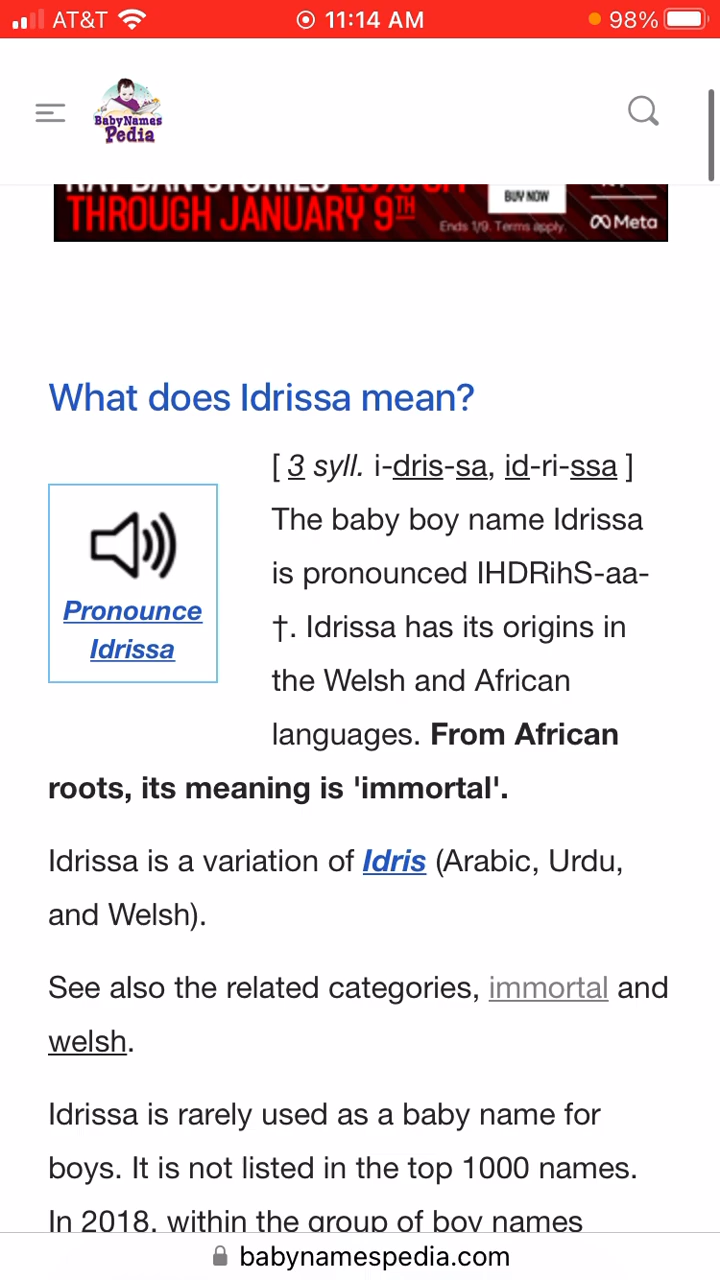 AT&T 11:14 AM 98%
BabyNames
Pedia
THROUGH JANUARY 9TH
BUY NOW
Ends 1/9. Terms apply.
Meta
What does Idrissa mean?
[ 3 syll. i-dris-sa, id-ri-ssa ]
The baby boy name Idrissa
is pronounced IHDRihS-aa-
†. Idrissa has its origins in
the Welsh and African
languages. From African
Pronounce
Idrissa
roots, its meaning is 'immortal'.
Idrissa is a variation of Idris (Arabic, Urdu,
and Welsh).
See also the related categories, immortal and
welsh.
Idrissa is rarely used as a baby name for
boys. It is not listed in the top 1000 names.
In 2018, within the group of boy names
babynamespedia.com